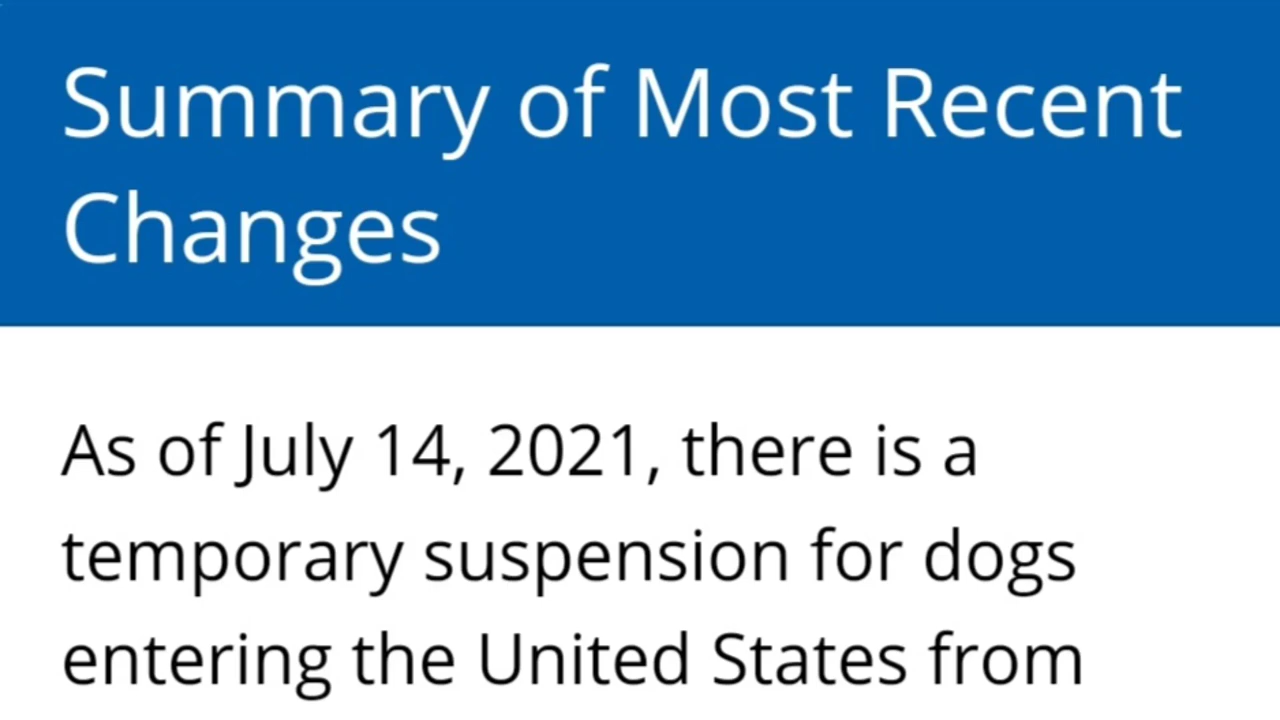 Summary of Most Recent
Changes
As of July 14, 2021, there is a
temporary suspension for dogs
entering the United States from